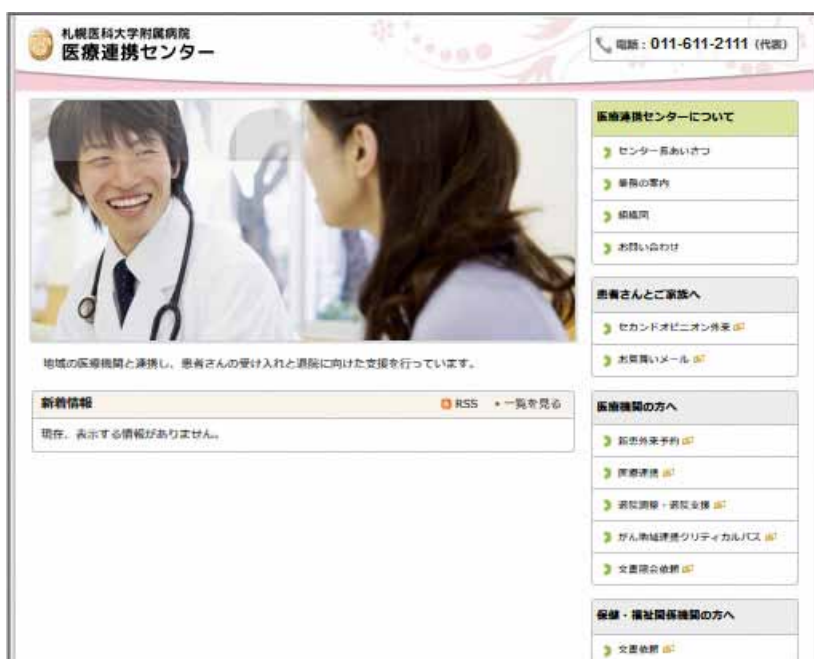 札幌医科大学附属病院
医療連携センター
電話：011-611-2111（代表）
地域の医療機関と連携し、患者さんの受け入れと退院に向けた支援を行っています。
新着情報
RSS
・一覧を見る
現在、表示する情報がありません。
医療連携センターについて
センター長あいさつ
業務の案内
組織図
お問い合わせ
患者さんとご家族へ
セカンドオピニオン外来
お見舞いメール
医療機関の方へ
新患外来予約
医療連携
退院調整・退院支援
がん地域連携クリティカルパス
文書照会依頼
保健・福祉関係機関の方へ
文書依頼